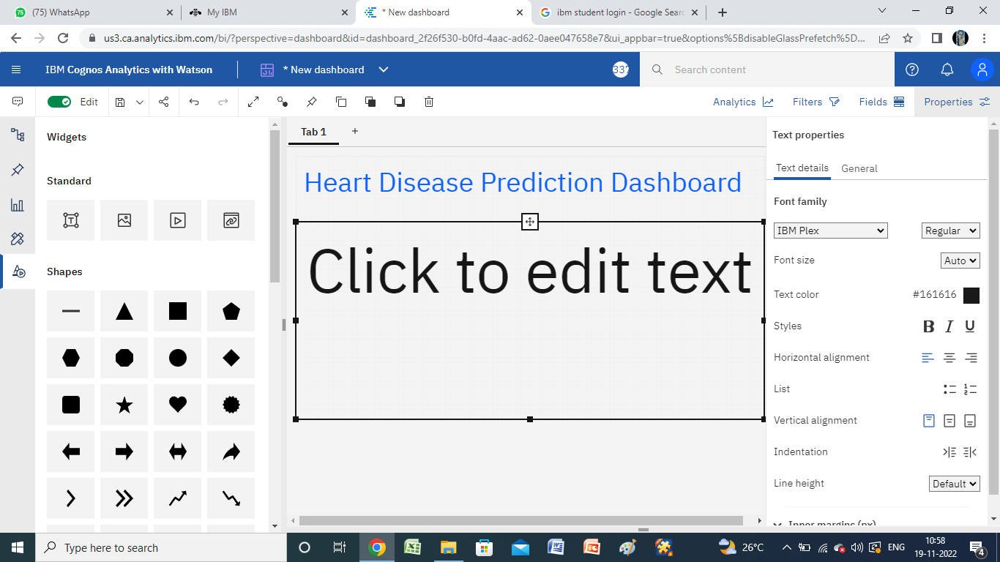 (75) WhatsApp
My IBM
* New dashboard
ibm student login - Google Searc
us3.ca.analytics.ibm.com/bi/?perspective=dashboard&id=dashboard_2f26f530-b0fd-4aac-ad62-0aee047658e7&ui_appbar=true&options%5BdisableGlassPrefetch%5D...
IBM Cognos Analytics with Watson
* New dashboard
Search content
Edit
Analytics
Filters
Fields
Properties
Widgets
Standard
Shapes
Tab 1
Heart Disease Prediction Dashboard
Click to edit text
Text properties
Text details
General
Font family
IBM Plex
Regular
Font size
Auto
Text color
#161616
Styles
B I U
Horizontal alignment
List
Vertical alignment
Indentation
Line height
Default
Inner margins (px)
Type here to search
26°C
ENG
10:58
19-11-2022
4